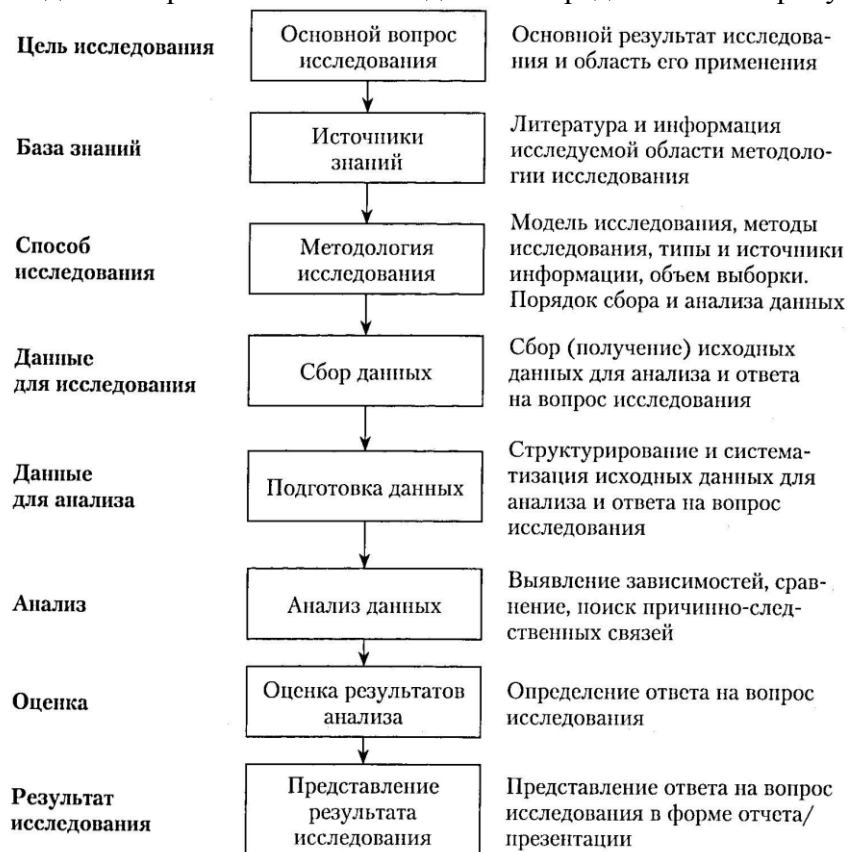 Цель исследования
Основной вопрос
исследования
Основной результат исследова-
ния и область его применения
База знаний
Источники
знаний
Литература и информация
исследуемой области методоло-
гии исследования
Способ
исследования
Методология
исследования
Модель исследования, методы
исследования, типы и источники
информации, объем выборки.
Порядок сбора и анализа данных
Данные
для исследования
Сбор данных
Сбор (получение) исходных
данных для анализа и ответа
на вопрос исследования
Данные
для анализа
Подготовка данных
Структурирование и система-
тизация исходных данных для
анализа и ответа на вопрос
исследования
Анализ
Анализ данных
Выявление зависимостей, срав-
нение, поиск причинно-след-
ственных связей
Оценка
Оценка результатов
анализа
Определение ответа на вопрос
исследования
Результат
исследования
Представление
результата
исследования
Представление ответа на вопрос
исследования в форме отчета/
презентации